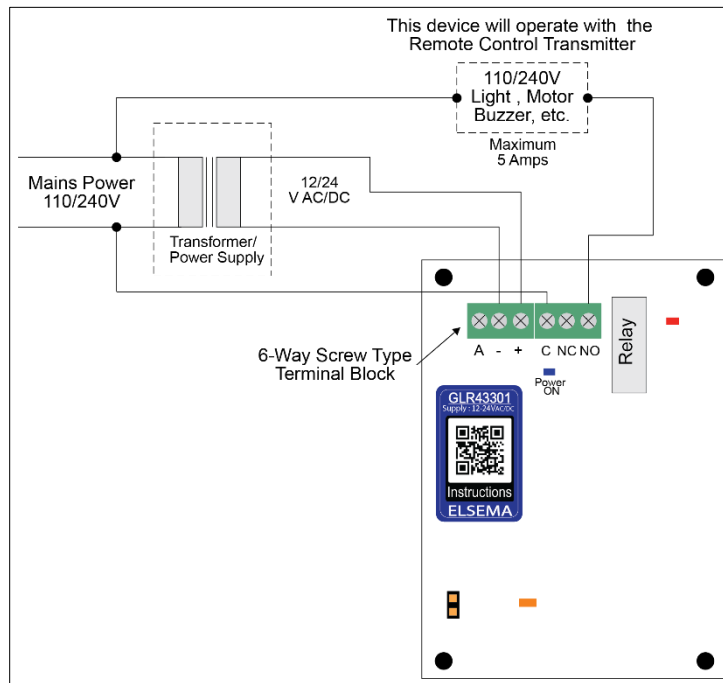 This device will operate with the
Remote Control Transmitter
110/240V
Light , Motor
Buzzer, etc.
Maximum
5 Amps
Mains Power
110/240V
12/24
V AC/DC
Transformer/
Power Supply
6-Way Screw Type
Terminal Block
A - + C NC NO
Relay
Power
ON
GLR43301
Supply : 12-24VAC/DC
Instructions
ELSEMA